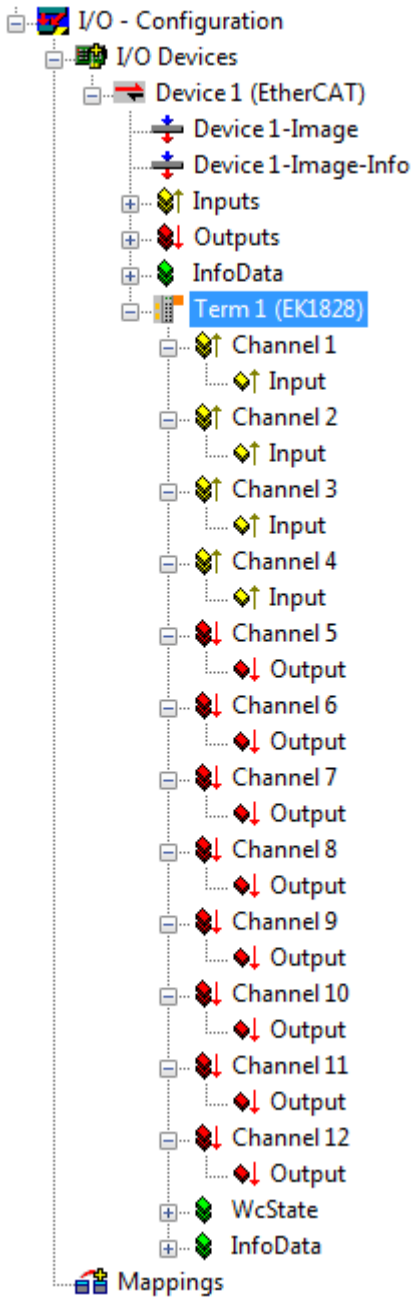 I/O - Configuration
I/O Devices
Device 1 (EtherCAT)
Device 1-Image
Device 1-Image-Info
Inputs
Outputs
InfoData
Term 1 (EK1828)
Channel 1
Input
Channel 2
Input
Channel 3
Input
Channel 4
Input
Channel 5
Output
Channel 6
Output
Channel 7
Output
Channel 8
Output
Channel 9
Output
Channel 10
Output
Channel 11
Output
Channel 12
Output
WcState
InfoData
Mappings